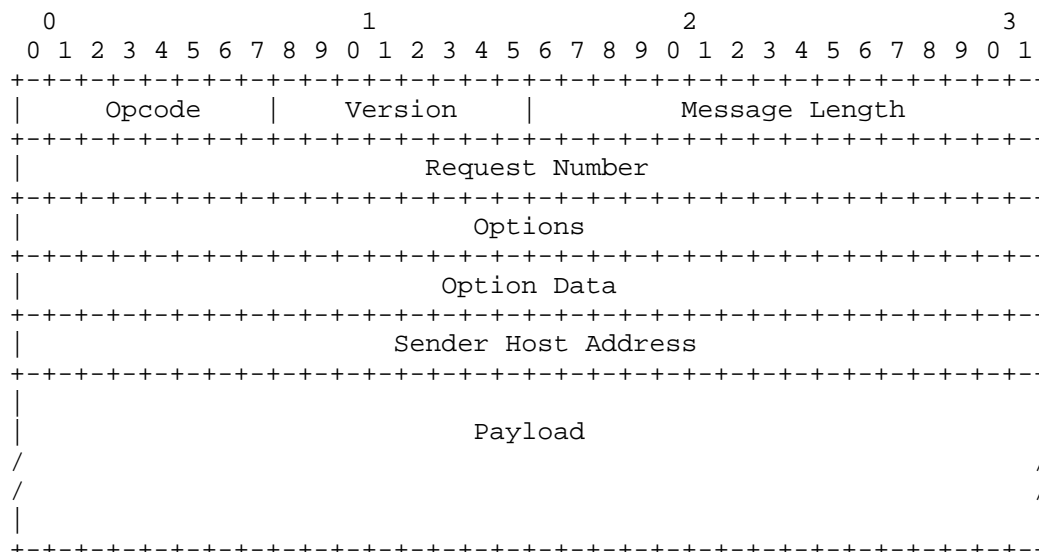 0                   1                   2                   3
0 1 2 3 4 5 6 7 8 9 0 1 2 3 4 5 6 7 8 9 0 1 2 3 4 5 6 7 8 9 0 1
+-+-+-+-+-+-+-+-+-+-+-+-+-+-+-+-+-+-+-+-+-+-+-+-+-+-+-+-+-+-+-+--
|     Opcode    |    Version    |         Message Length
+-+-+-+-+-+-+-+-+-+-+-+-+-+-+-+-+-+-+-+-+-+-+-+-+-+-+-+-+-+-+-+--
|                         Request Number
+-+-+-+-+-+-+-+-+-+-+-+-+-+-+-+-+-+-+-+-+-+-+-+-+-+-+-+-+-+-+-+--
|                            Options
+-+-+-+-+-+-+-+-+-+-+-+-+-+-+-+-+-+-+-+-+-+-+-+-+-+-+-+-+-+-+-+--
|                          Option Data
+-+-+-+-+-+-+-+-+-+-+-+-+-+-+-+-+-+-+-+-+-+-+-+-+-+-+-+-+-+-+-+--
|                       Sender Host Address
+-+-+-+-+-+-+-+-+-+-+-+-+-+-+-+-+-+-+-+-+-+-+-+-+-+-+-+-+-+-+-+--
|
|                            Payload
/                                                               /
/                                                               /
|
+-+-+-+-+-+-+-+-+-+-+-+-+-+-+-+-+-+-+-+-+-+-+-+-+-+-+-+-+-+-+-+--